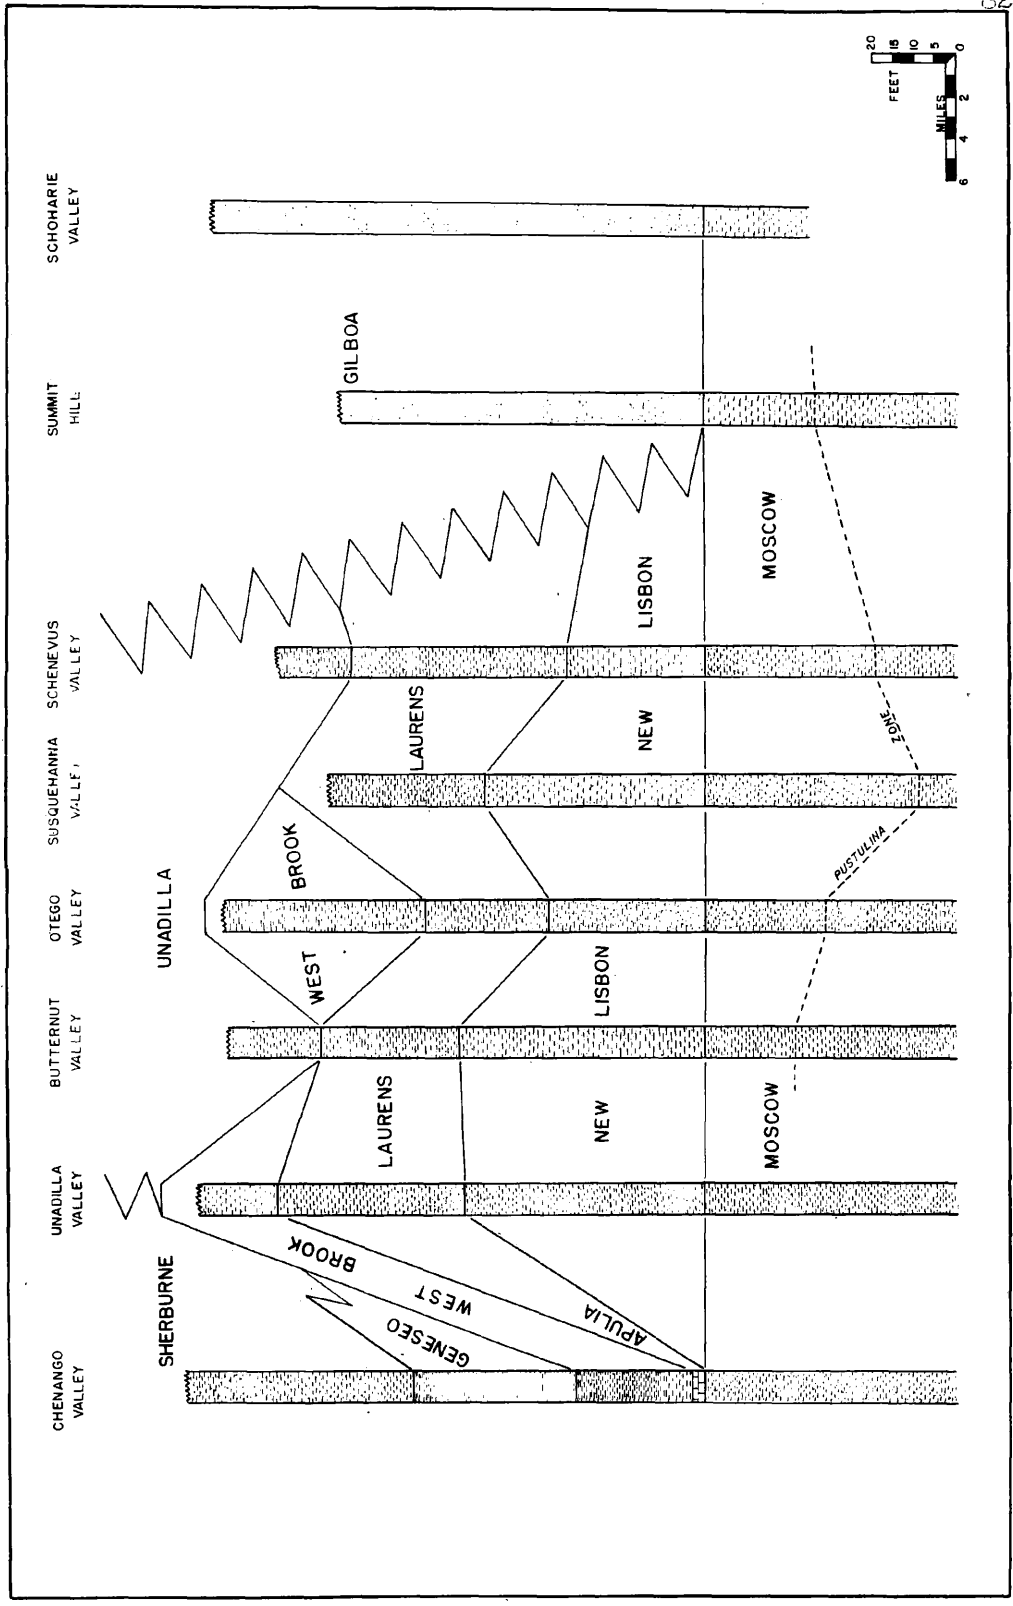 SCHOHARIE
VALLEY
SUMMIT
HILL
SCHENEVUS
VALLEY
SUSQUEHANNA
OTEGO
VALLEY
BUTTERNUT
VALLEY
UNADILLA
VALLEY
CHENANGO
VALLEY
20
15
10
5
0
FEET
MILES
2
4
6
GILBOA
UNADILLA
SHERBURNE
LISBON
MOSCOW
LAURENS
NEW
ZONE
BROOK
PUSTULINA
WEST
LISBON
LAURENS
NEW
MOSCOW
BROOK
WEST
APULIA
GENESEO